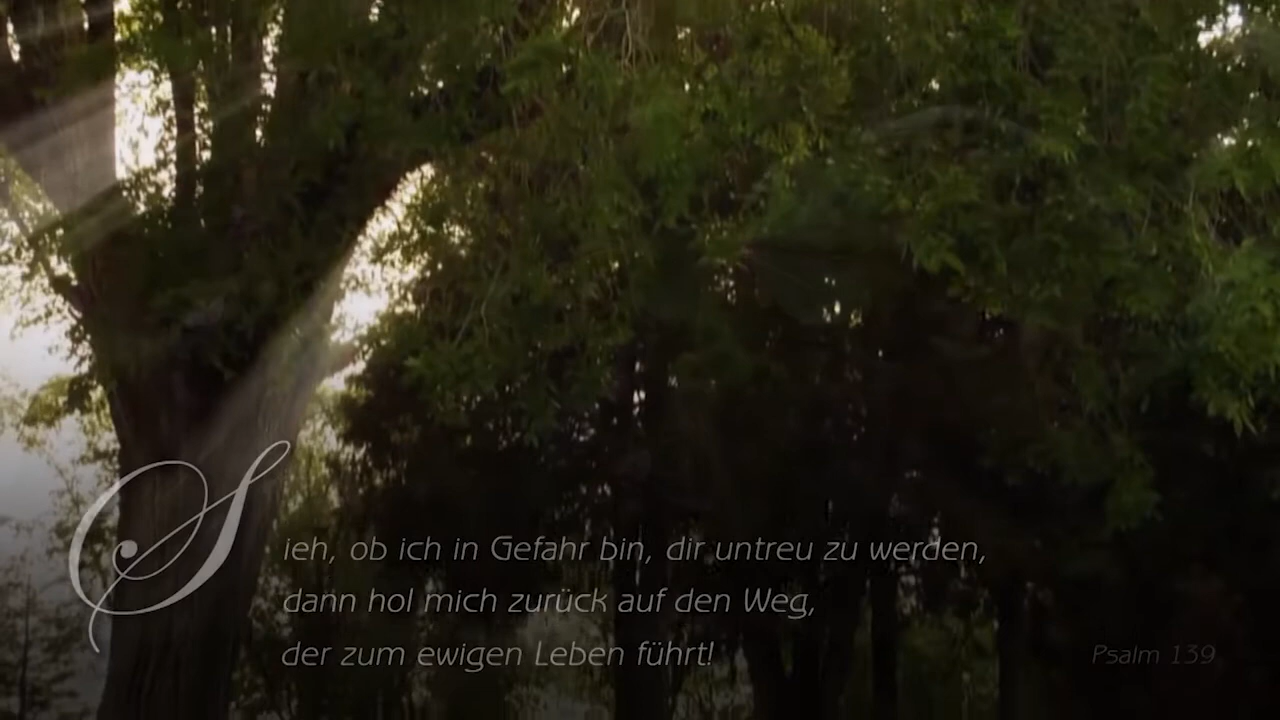 Sieh, ob ich in Gefahr bin, dir untreu zu werden,
dann hol mich zurück auf den Weg,
der zum ewigen Leben führt!
Psalm 139